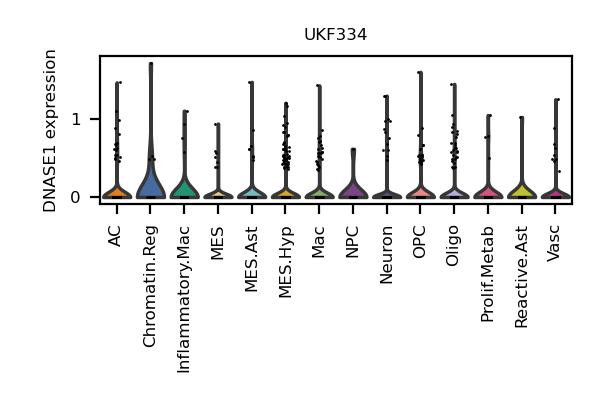 UKF334
DNASE1 expression
1
0
AC
Chromatin.Reg
Inflammatory.Mac
MES
MES.Ast
MES.Hyp
Mac
NPC
Neuron
OPC
Oligo
Prolif.Metab
Reactive.Ast
Vasc